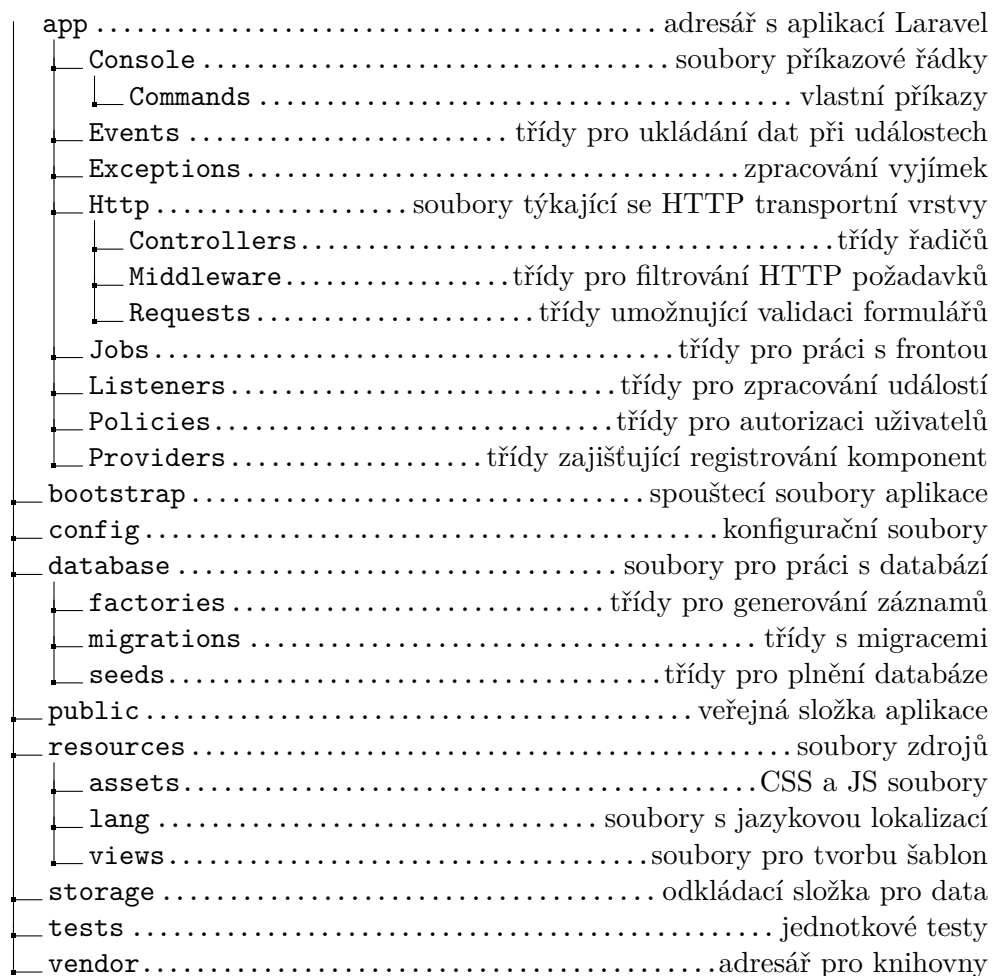 app ........ adresář s aplikací Laravel
Console ........ soubory příkazové řádky
Commands ........ vlastní příkazy
Events ........ třídy pro ukládání dat při událostech
Exceptions ........ zpracování vyjímek
Http ........ soubory týkající se HTTP transportní vrstvy
Controllers ........ třídy řadičů
Middleware ........ třídy pro filtrování HTTP požadavků
Requests ........ třídy umožnující validaci formulářů
Jobs ........ třídy pro práci s frontou
Listeners ........ třídy pro zpracování událostí
Policies ........ třídy pro autorizaci uživatelů
Providers ........ třídy zajišťující registrování komponent
bootstrap ........ spouštecí soubory aplikace
config ........ konfigurační soubory
database ........ soubory pro práci s databází
factories ........ třídy pro generování záznamů
migrations ........ třídy s migracemi
seeds ........ třídy pro plnění databáze
public ........ veřejná složka aplikace
resources ........ soubory zdrojů
assets ........ CSS a JS soubory
lang ........ soubory s jazykovou lokalizací
views ........ soubory pro tvorbu šablon
storage ........ odkládací složka pro data
tests ........ jednotkové testy
vendor ........ adresář pro knihovny